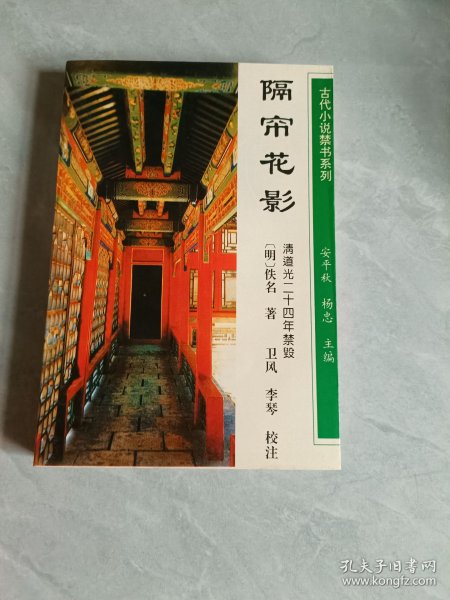 古代小说禁书系列
安平秋 杨忠 主编
隔帘花影
清道光二十四年禁毁
〔明〕佚名 著 卫风 李琴 校注
孔夫子旧书网
www.kongfz.com